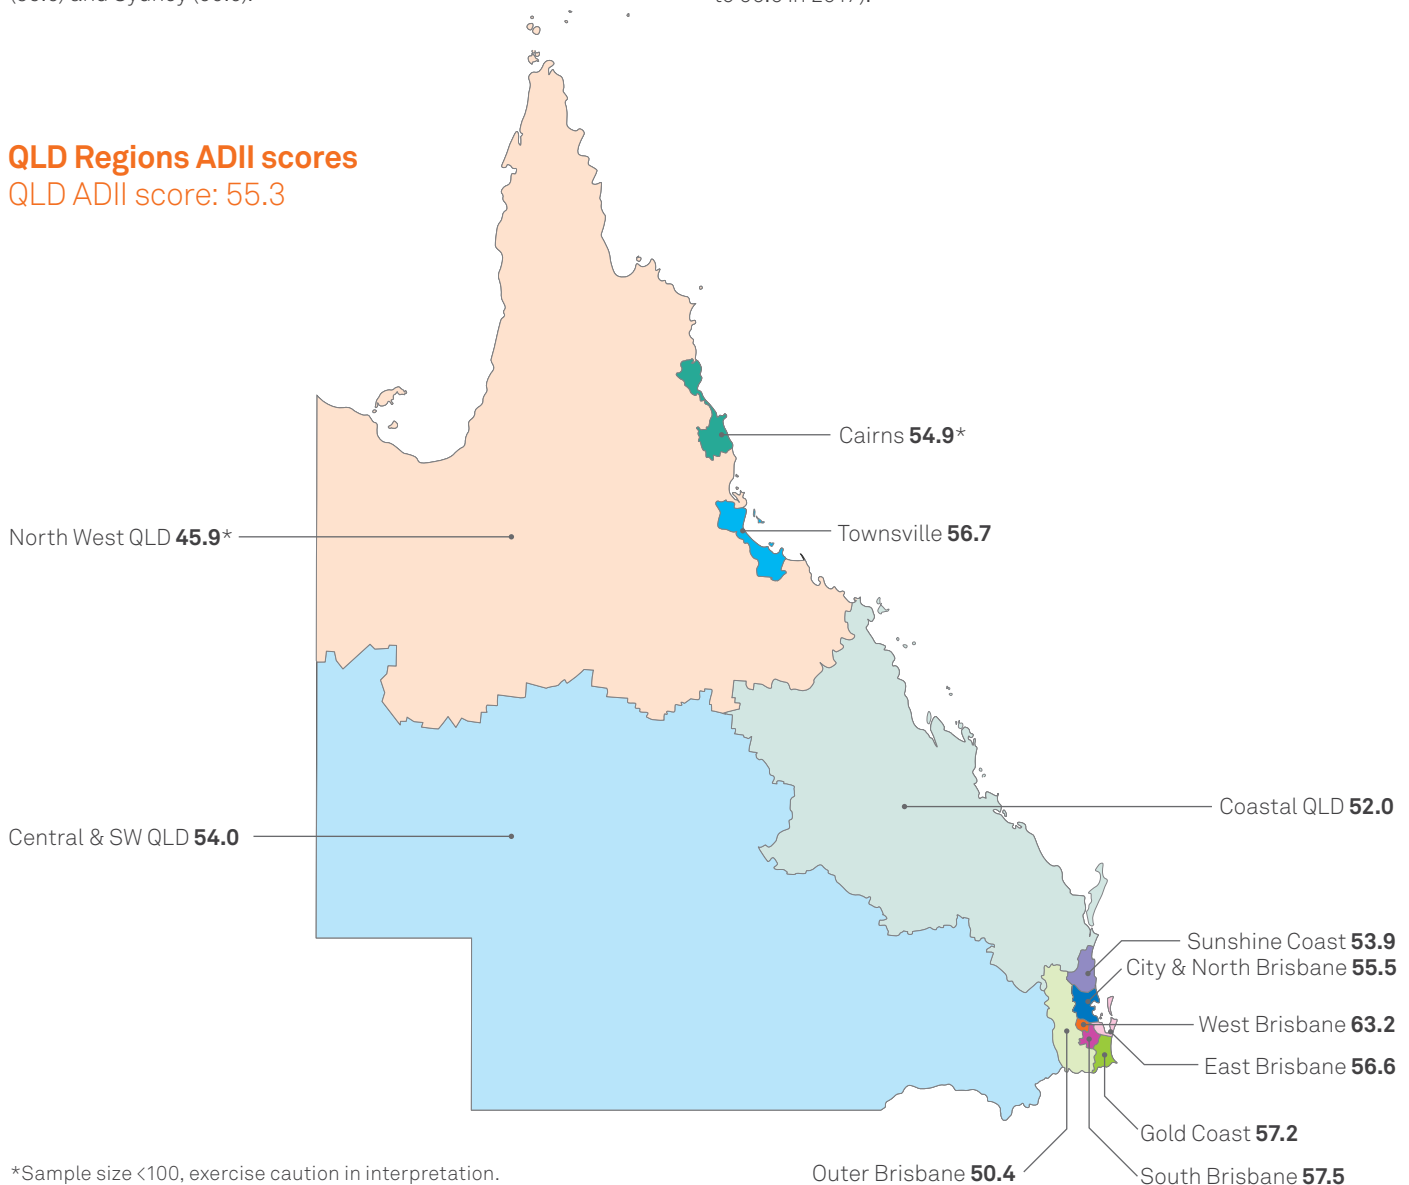 QLD Regions ADII scores
QLD ADII score: 55.3
Cairns 54.9*
Townsville 56.7
North West QLD 45.9*
Coastal QLD 52.0
Central & SW QLD 54.0
Sunshine Coast 53.9
City & North Brisbane 55.5
West Brisbane 63.2
East Brisbane 56.6
Gold Coast 57.2
Outer Brisbane 50.4
South Brisbane 57.5
*Sample size <100, exercise caution in interpretation.